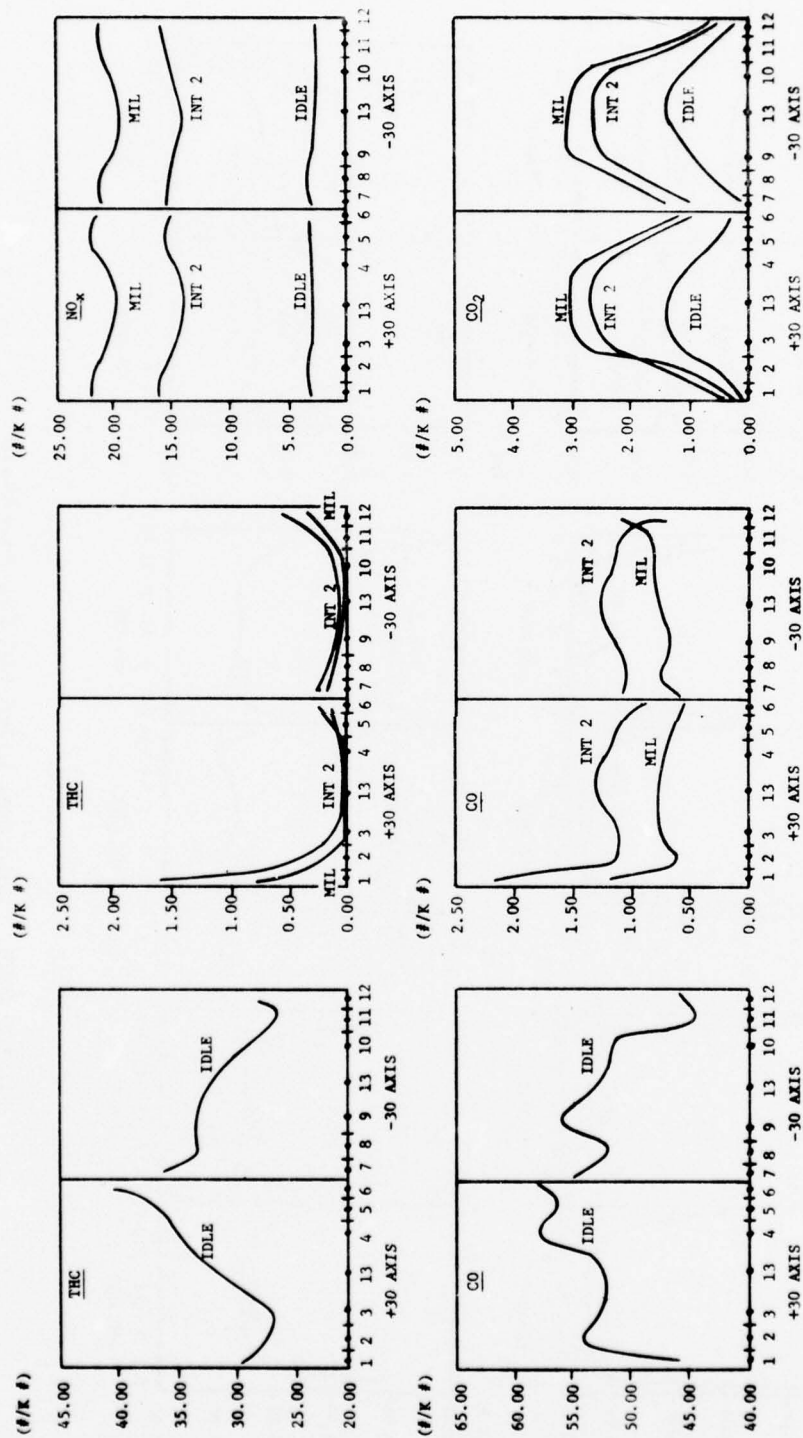 (#/K #)
45.00
40.00
35.00
30.00
25.00
20.00
THC
IDLE
IDLE
1 2 3 13 4 5 6 7 8 9 13 10 11 12
+30 AXIS -30 AXIS
(#/K #)
2.50
2.00
1.50
1.00
0.50
0.00
THC
MIL
INT 2
INT 2
MIL
1 2 3 13 4 5 6 7 8 9 13 10 11 12
+30 AXIS -30 AXIS
(#/K #)
25.00
20.00
15.00
10.00
5.00
0.00
NOx
MIL
INT 2
IDLE
MIL
INT 2
IDLE
1 2 3 13 4 5 6 7 8 9 13 10 11 12
+30 AXIS -30 AXIS
(#/K #)
65.00
60.00
55.00
50.00
45.00
40.00
CO
IDLE
IDLE
1 2 3 13 4 5 6 7 8 9 13 10 11 12
+30 AXIS -30 AXIS
(#/K #)
2.50
2.00
1.50
1.00
0.50
0.00
CO
INT 2
MIL
INT 2
MIL
1 2 3 13 4 5 6 7 8 9 13 10 11 12
+30 AXIS -30 AXIS
(#/K #)
5.00
4.00
3.00
2.00
1.00
0.00
CO2
MIL
INT 2
IDLE
MIL
INT 2
IDLE
1 2 3 13 4 5 6 7 8 9 13 10 11 12
+30 AXIS -30 AXIS